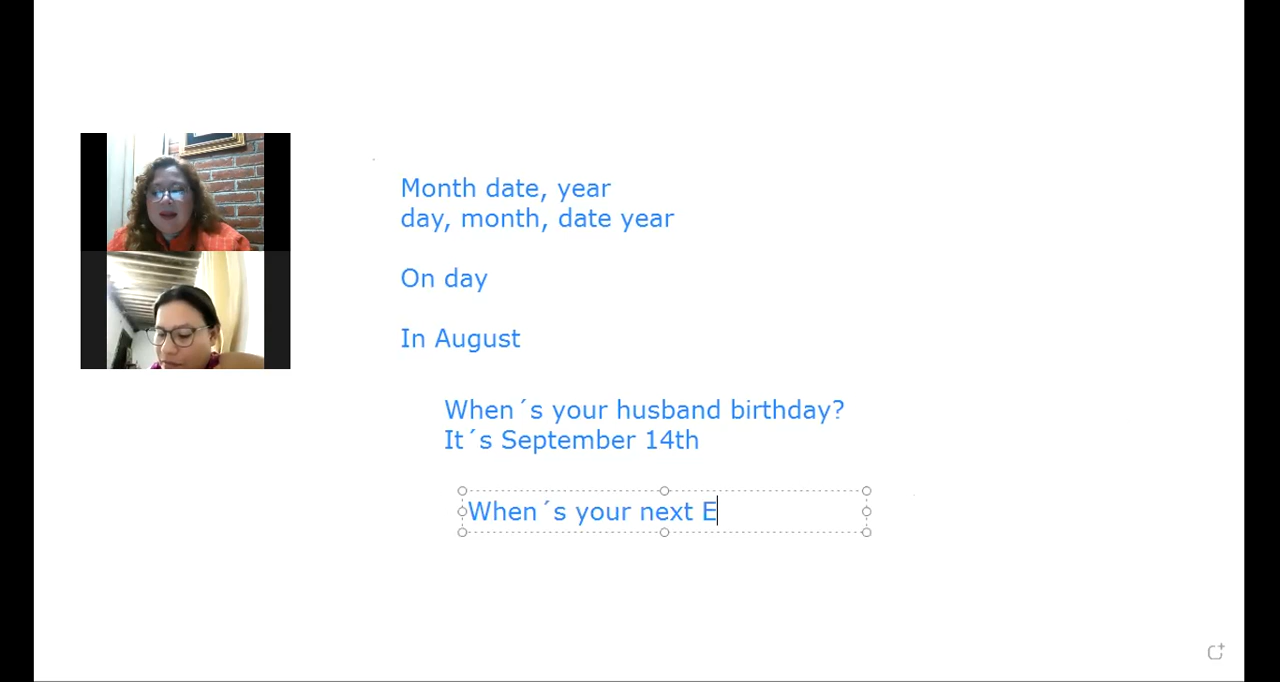 Month date, year
day, month, date year
On day
In August
When´s your husband birthday?
It´s September 14th
When´s your next E